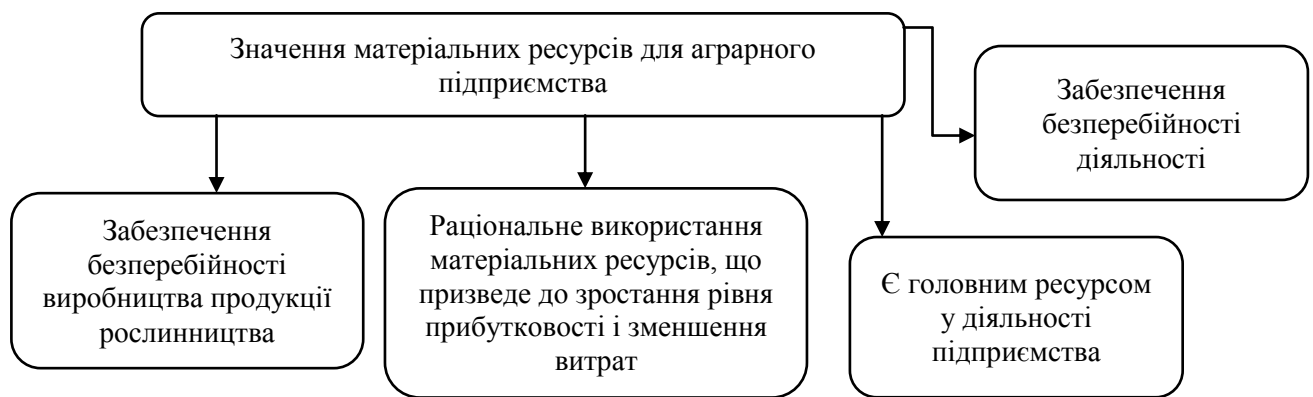 Значення матеріальних ресурсів для аграрного
підприємства
Забезпечення
безперебійності
діяльності
Забезпечення
безперебійності
виробництва продукції
рослинництва
Раціональне використання
матеріальних ресурсів, що
призведе до зростання рівня
прибутковості і зменшення
витрат
Є головним ресурсом
у діяльності
підприємства